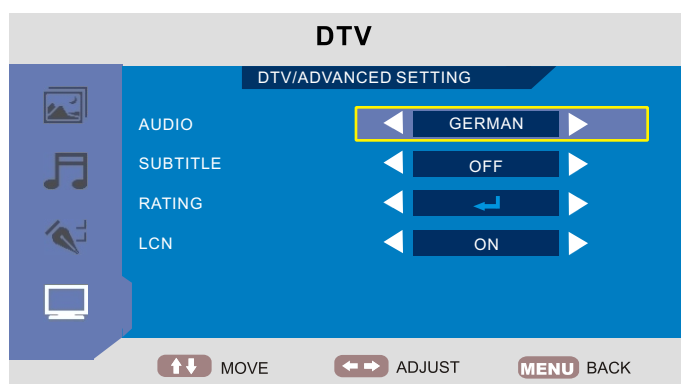 DTV
DTV/ADVANCED SETTING
AUDIO GERMAN
SUBTITLE OFF
RATING
LCN ON
MOVE ADJUST MENU BACK